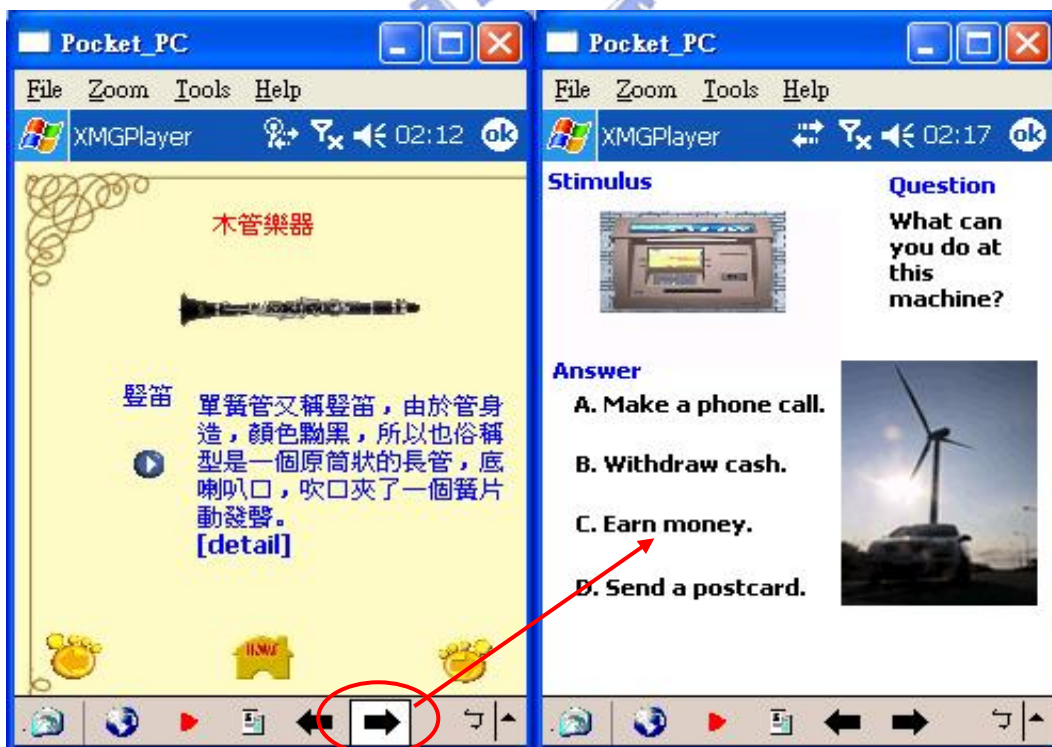 Pocket_PC
File Zoom Tools Help
XMGPlayer 02:12 ok
木管樂器
豎笛
單簧管又稱豎笛，由於管身
造，顏色黝黑，所以也俗稱
型是一個原筒狀的長管，底
喇叭口，吹口夾了一個簧片
動發聲。
[detail]
HOME
ㄅ
Pocket_PC
File Zoom Tools Help
XMGPlayer 02:17 ok
Stimulus
Question
What can
you do at
this
machine?
Answer
A. Make a phone call.
B. Withdraw cash.
C. Earn money.
D. Send a postcard.
ㄅ